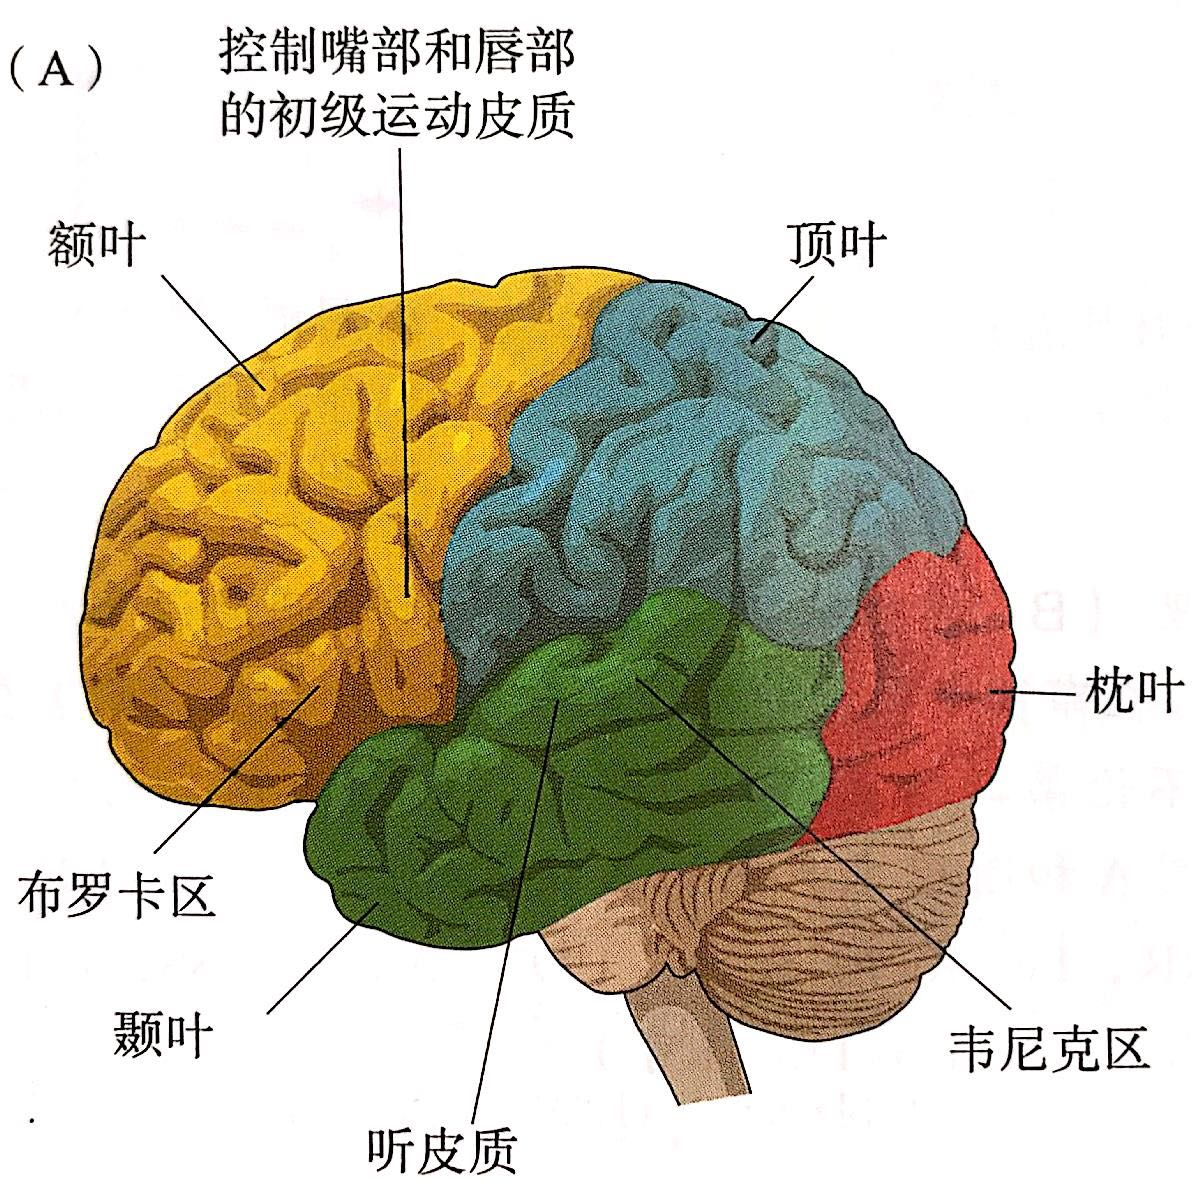 （A）
控制嘴部和唇部
的初级运动皮质
额叶
顶叶
枕叶
布罗卡区
颞叶
韦尼克区
听皮质